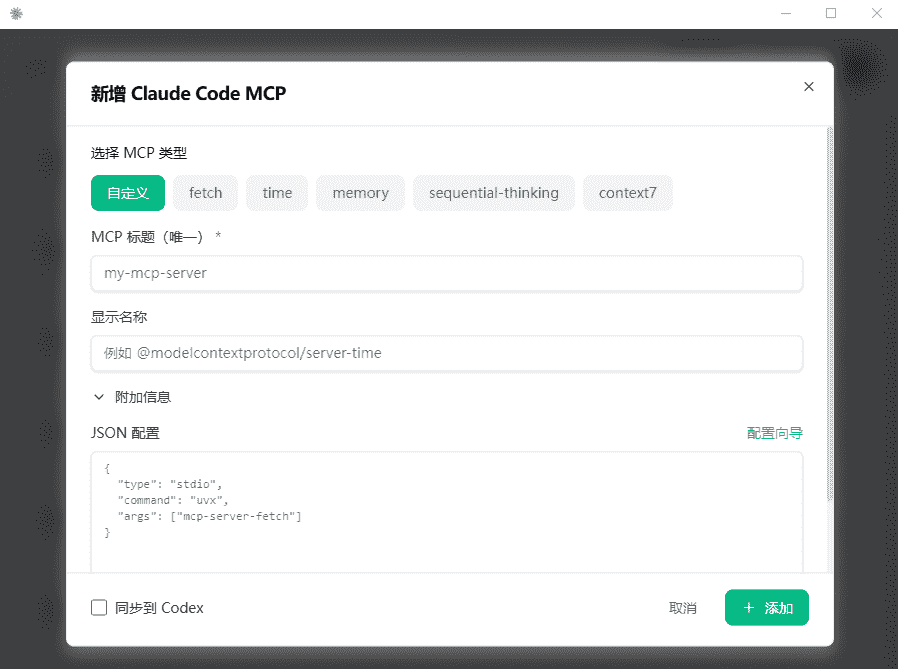 新增 Claude Code MCP
选择 MCP 类型
自定义 fetch time memory sequential-thinking context7
MCP 标题（唯一） *
my-mcp-server
显示名称
例如 @modelcontextprotocol/server-time
附加信息
JSON 配置 配置向导
{
  "type": "stdio",
  "command": "uvx",
  "args": ["mcp-server-fetch"]
}
同步到 Codex 取消 + 添加